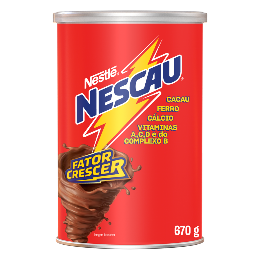 Nestlé
NESCAU
CACAU
FERRO
CÁLCIO
VITAMINAS
A,C,D e do
COMPLEXO B
FATOR
CRESCER
670 g